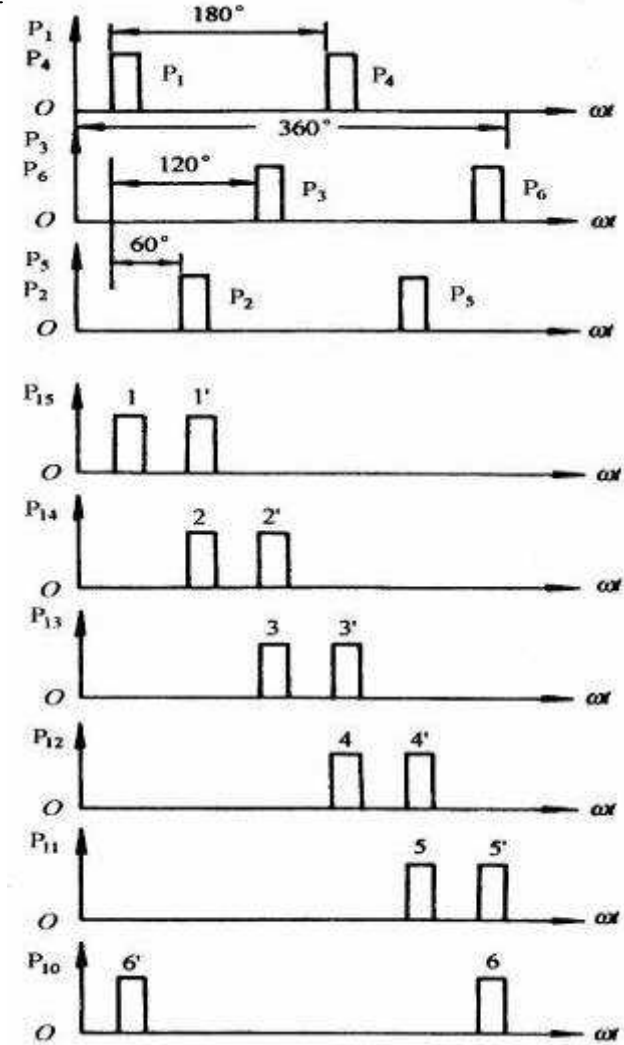 180°
P₁
P₄ P₁ P₄
O ωt
360°
P₃
120°
P₆ P₃ P₆
O ωt
60°
P₅
P₂ P₂ P₅
O ωt
P₁₅ 1 1'
O ωt
P₁₄ 2 2'
O ωt
P₁₃ 3 3'
O ωt
P₁₂ 4 4'
O ωt
P₁₁ 5 5'
O ωt
P₁₀ 6' 6
O ωt